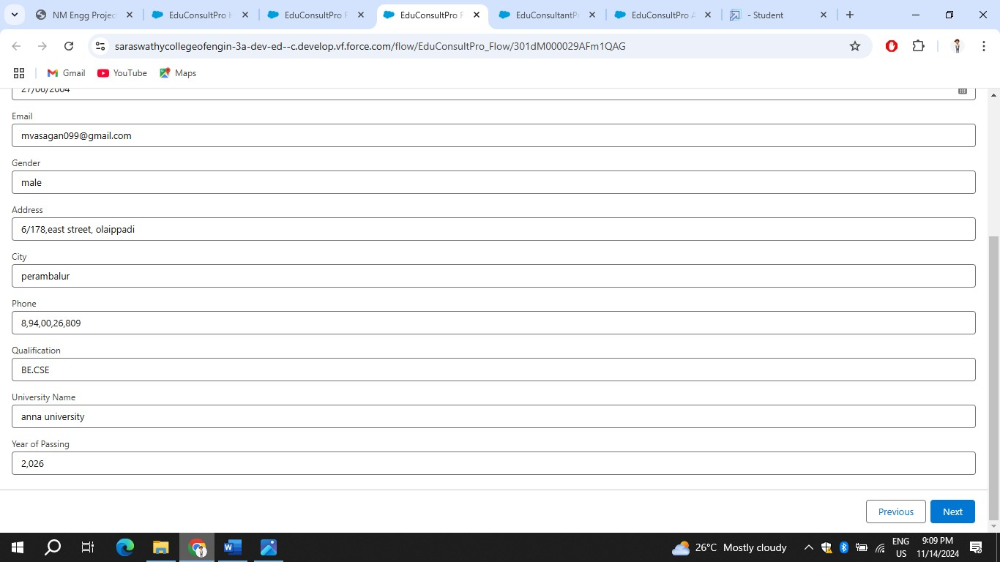 NM Engg Projec
EduConsultPro H
EduConsultPro F
EduConsultPro F
EduConsultantP
EduConsultPro A
- Student
saraswathycollegeofengin-3a-dev-ed--c.develop.vf.force.com/flow/EduConsultPro_Flow/301dM000029AFm1QAG
Gmail
YouTube
Maps
27/06/2004
Email
mvasagan099@gmail.com
Gender
male
Address
6/178,east street, olaippadi
City
perambalur
Phone
8,94,00,26,809
Qualification
BE.CSE
University Name
anna university
Year of Passing
2,026
Previous
Next
26°C Mostly cloudy
ENG
US
9:09 PM
11/14/2024